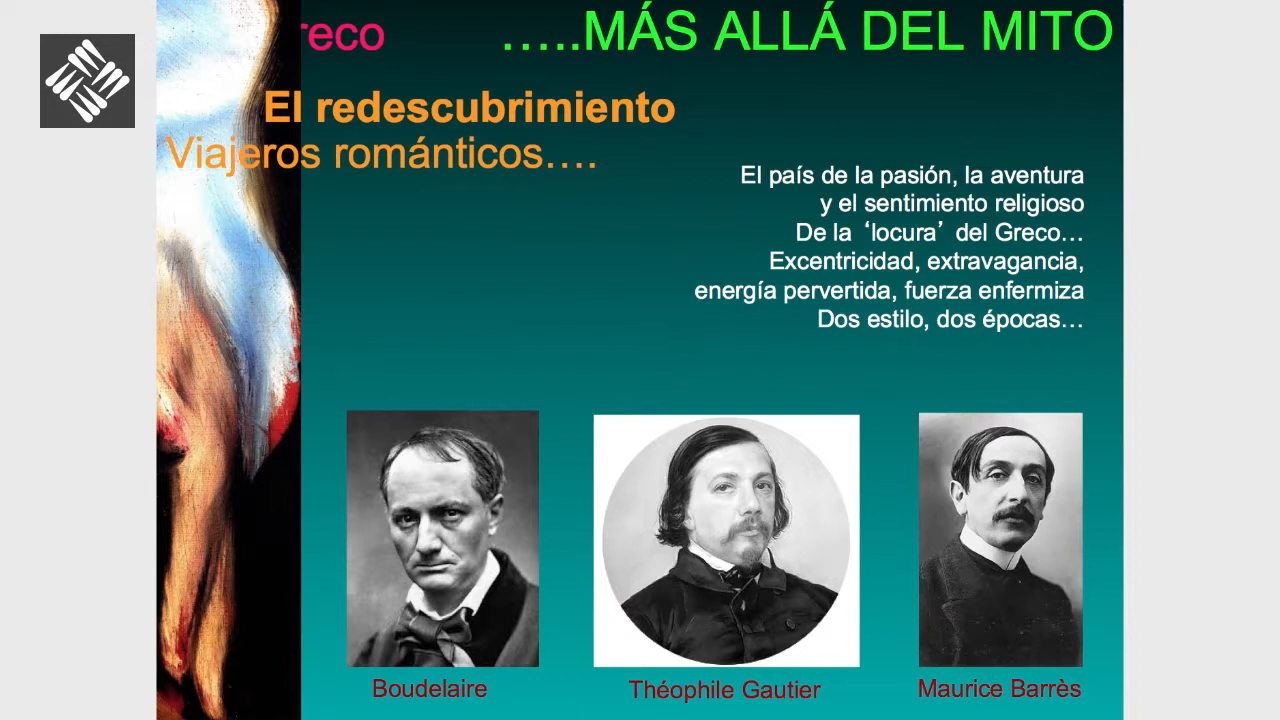 reco …..MÁS ALLÁ DEL MITO
El redescubrimiento
Viajeros románticos….
El país de la pasión, la aventura
y el sentimiento religioso
De la ‘locura’ del Greco…
Excentricidad, extravagancia,
energía pervertida, fuerza enfermiza
Dos estilo, dos épocas…
Boudelaire
Théophile Gautier
Maurice Barrès